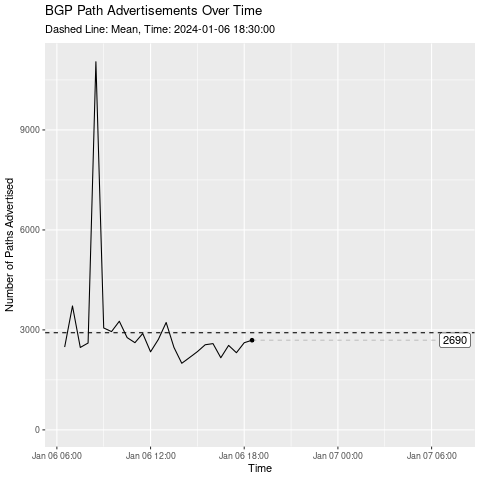 BGP Path Advertisements Over Time
Dashed Line: Mean, Time: 2024-01-06 18:30:00
Number of Paths Advertised
9000
6000
3000
0
2690
Jan 06 06:00 Jan 06 12:00 Jan 06 18:00 Jan 07 00:00 Jan 07 06:00
Time